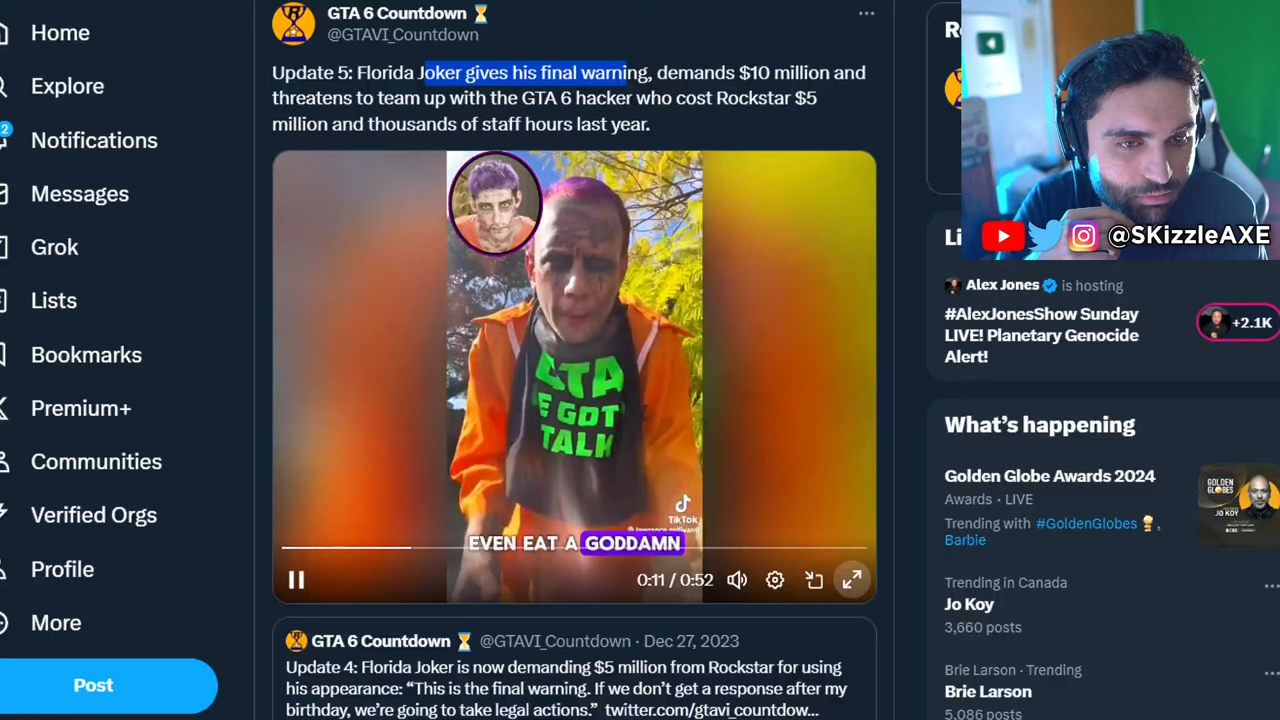 Home
Explore
2
Notifications
Messages
Grok
Lists
Bookmarks
Premium+
Communities
Verified Orgs
Profile
More
Post
GTA 6 Countdown ⏳
@GTAVI_Countdown
Update 5: Florida Joker gives his final warning, demands $10 million and
threatens to team up with the GTA 6 hacker who cost Rockstar $5
million and thousands of staff hours last year.
GTA
E GOT
TALK
TikTok
EVEN EAT A GODDAMN
0:11 / 0:52
GTA 6 Countdown ⏳ @GTAVI_Countdown · Dec 27, 2023
Update 4: Florida Joker is now demanding $5 million from Rockstar for using
his appearance: “This is the final warning. If we don’t get a response after my
birthday, we’re going to take legal actions.” twitter.com/gtavi_countdow...
@SKizzleAXE
Li
Alex Jones is hosting
#AlexJonesShow Sunday
LIVE! Planetary Genocide
Alert!
+2.1K
What’s happening
Golden Globe Awards 2024
Awards · LIVE
Trending with #GoldenGlobes ,
Barbie
GOLDEN
GLOBES
JO KOY
Trending in Canada
Jo Koy
3,660 posts
Brie Larson · Trending
Brie Larson
5,086 posts